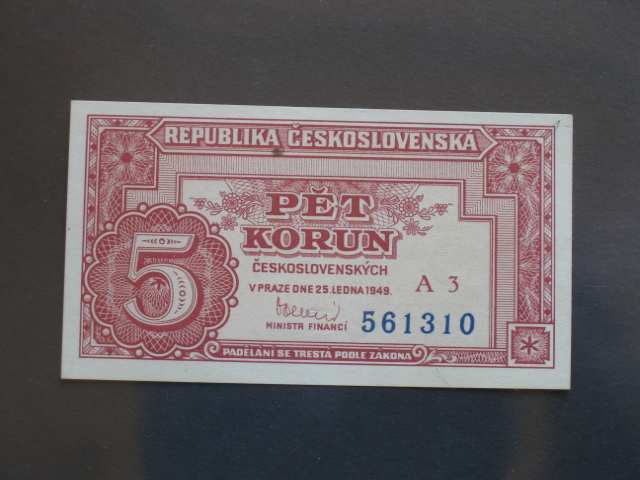 REPUBLIKA ČESKOSLOVENSKÁ
PĚT
KORUN
ČESKOSLOVENSKÝCH
V PRAZE DNE 25. LEDNA 1949.
A 3
MINISTR FINANCÍ
561310
5
PADĚLÁNÍ SE TRESTÁ PODLE ZÁKONA